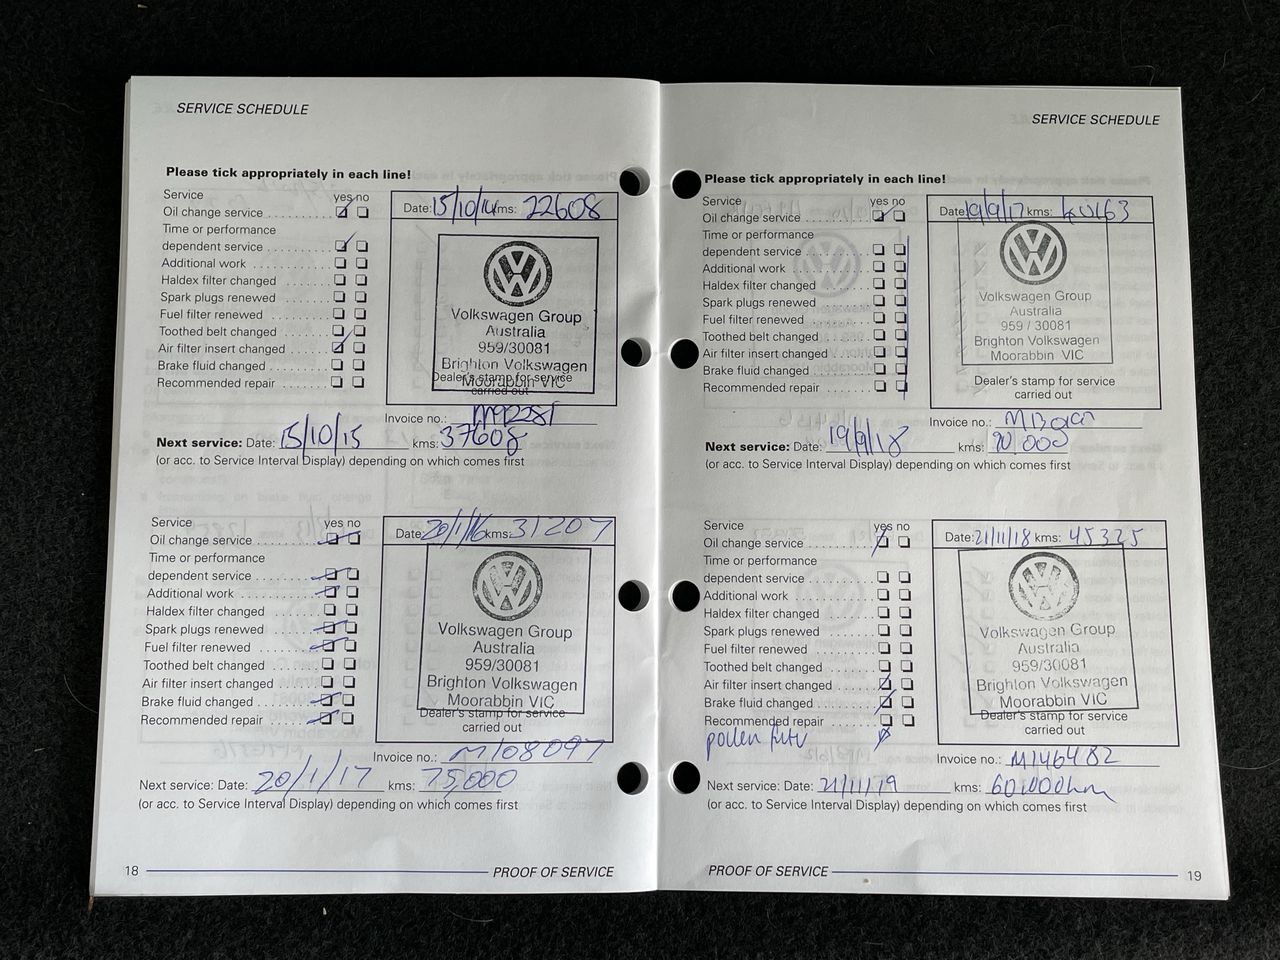 SERVICE SCHEDULE
Please tick appropriately in each line!
Service yes no
Oil change service
Time or performance
dependent service
Additional work
Haldex filter changed
Spark plugs renewed
Fuel filter renewed
Toothed belt changed
Air filter insert changed
Brake fluid changed
Recommended repair
Date: 15/10/14 kms: 22608
Volkswagen Group
Australia
959/30081
Brighton Volkswagen
Moorabbin VIC
Dealer's stamp for service
carried out
Invoice no.:
Next service: Date: 15/10/15 kms: 37608
(or acc. to Service Interval Display) depending on which comes first
Service yes no
Oil change service
Time or performance
dependent service
Additional work
Haldex filter changed
Spark plugs renewed
Fuel filter renewed
Toothed belt changed
Air filter insert changed
Brake fluid changed
Recommended repair
Date: 20/1/16 kms: 31207
Volkswagen Group
Australia
959/30081
Brighton Volkswagen
Moorabbin VIC
Dealer's stamp for service
carried out
Invoice no.: M108097
Next service: Date: 20/1/17 kms: 75,000
(or acc. to Service Interval Display) depending on which comes first
18 PROOF OF SERVICE
SERVICE SCHEDULE
Please tick appropriately in each line!
Service yes no
Oil change service
Time or performance
dependent service
Additional work
Haldex filter changed
Spark plugs renewed
Fuel filter renewed
Toothed belt changed
Air filter insert changed
Brake fluid changed
Recommended repair
Date: 19/9/17 kms:
Volkswagen Group
Australia
959 / 30081
Brighton Volkswagen
Moorabbin VIC
Dealer's stamp for service
carried out
Invoice no.:
Next service: Date: 19/9/18 kms: 90,000
(or acc. to Service Interval Display) depending on which comes first
Service yes no
Oil change service
Time or performance
dependent service
Additional work
Haldex filter changed
Spark plugs renewed
Fuel filter renewed
Toothed belt changed
Air filter insert changed
Brake fluid changed
Recommended repair
pollen
Date: 21/11/18 kms: 45325
Volkswagen Group
Australia
959/30081
Brighton Volkswagen
Moorabbin VIC
Dealer's stamp for service
carried out
Invoice no.: M146482
Next service: Date: 21/11/19 kms: 60,000km
(or acc. to Service Interval Display) depending on which comes first
PROOF OF SERVICE 19